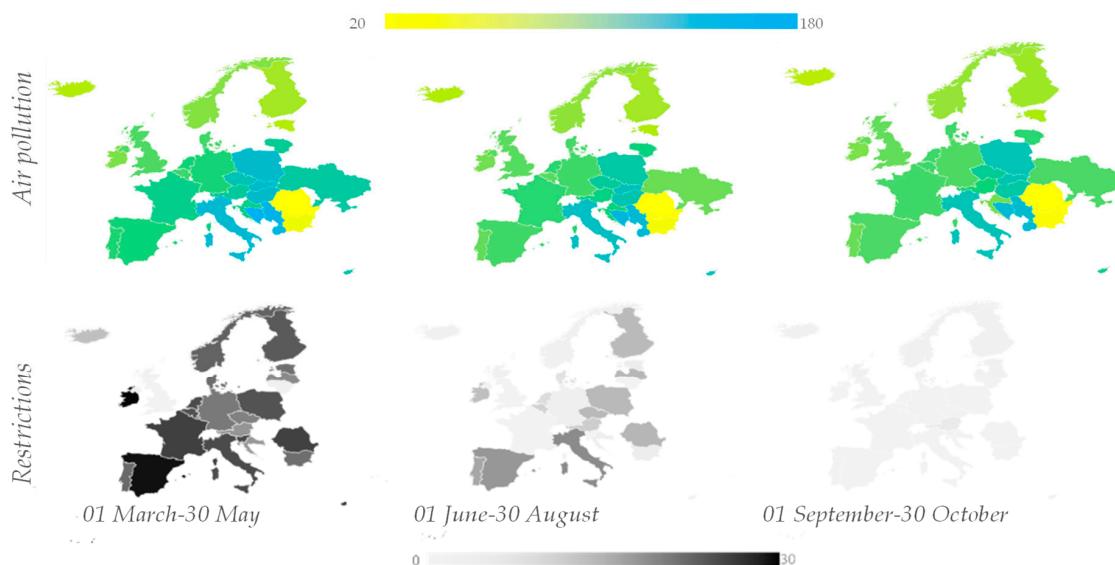 20 180
Air pollution
Restrictions
01 March-30 May 01 June-30 August 01 September-30 October
0 30